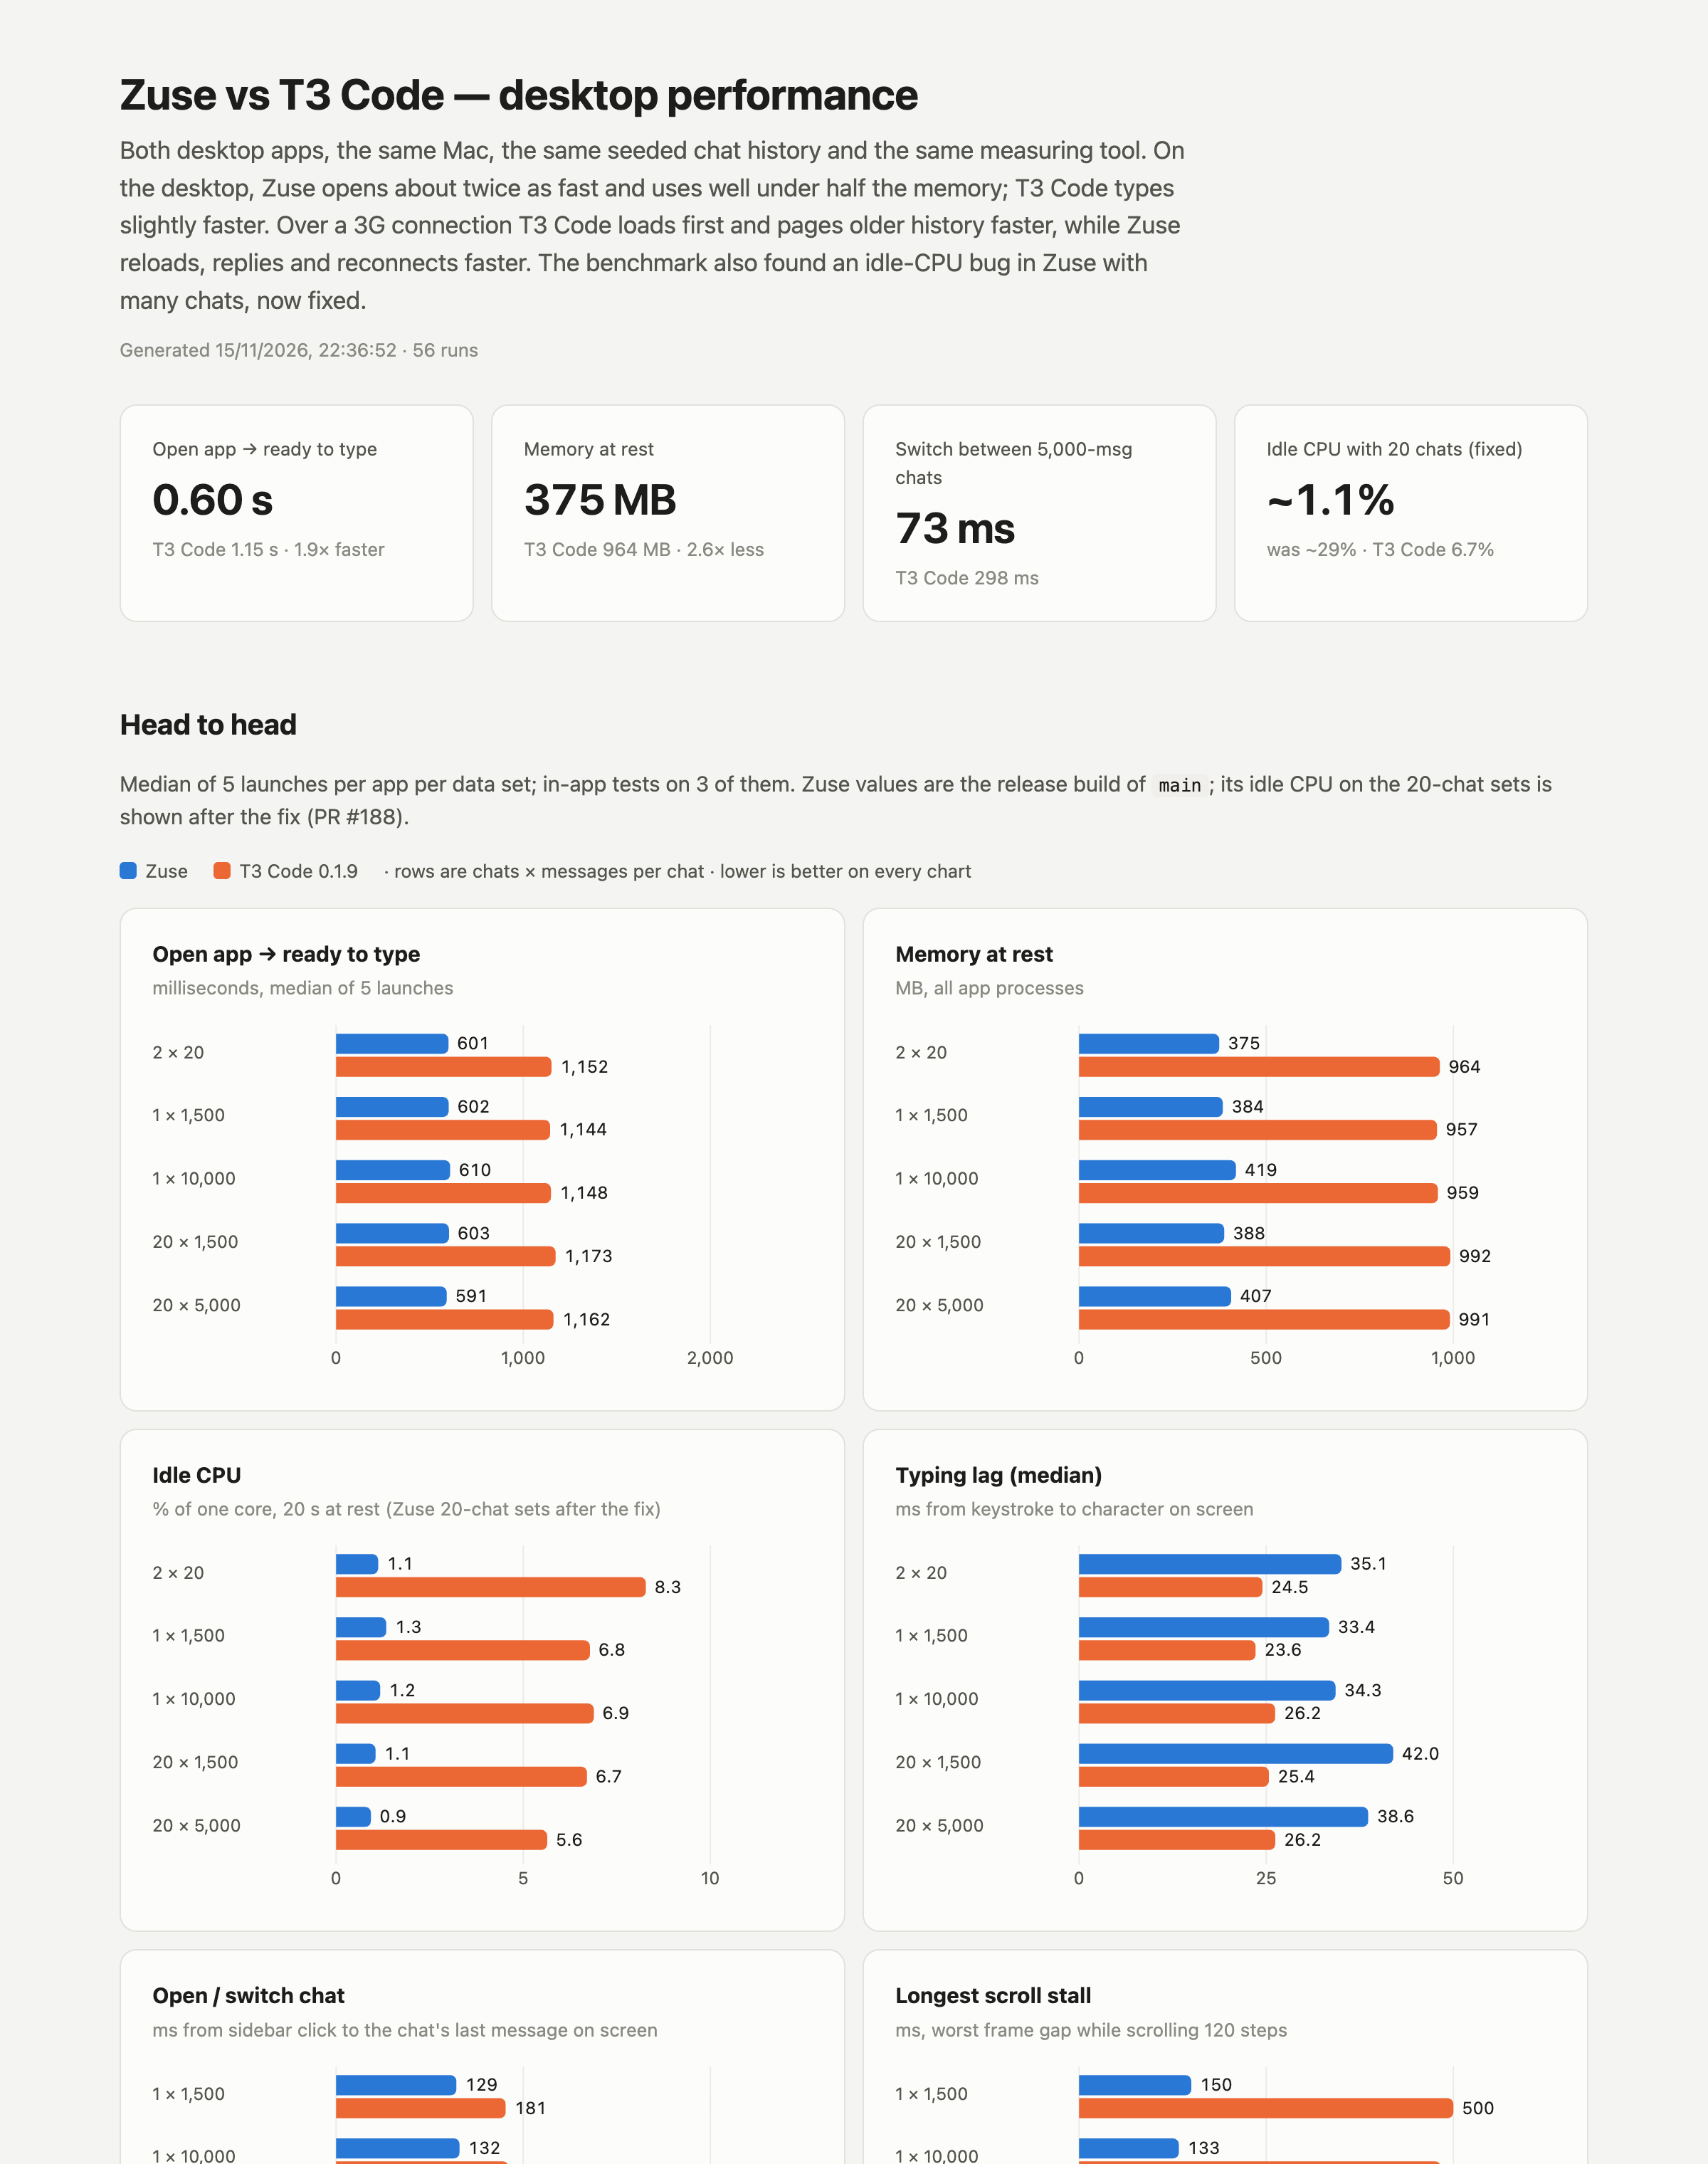 Zuse vs T3 Code — desktop performance
Both desktop apps, the same Mac, the same seeded chat history and the same measuring tool. On
the desktop, Zuse opens about twice as fast and uses well under half the memory; T3 Code types
slightly faster. Over a 3G connection T3 Code loads first and pages older history faster, while Zuse
reloads, replies and reconnects faster. The benchmark also found an idle-CPU bug in Zuse with
many chats, now fixed.
Generated 15/11/2026, 22:36:52 · 56 runs
Open app → ready to type
0.60 s
T3 Code 1.15 s · 1.9× faster
Memory at rest
375 MB
T3 Code 964 MB · 2.6× less
Switch between 5,000-msg
chats
73 ms
T3 Code 298 ms
Idle CPU with 20 chats (fixed)
~1.1%
was ~29% · T3 Code 6.7%
Head to head
Median of 5 launches per app per data set; in-app tests on 3 of them. Zuse values are the release build of main; its idle CPU on the 20-chat sets is
shown after the fix (PR #188).
Zuse T3 Code 0.1.9 · rows are chats × messages per chat · lower is better on every chart
Open app → ready to type
milliseconds, median of 5 launches
2 × 20
601
1,152
1 × 1,500
602
1,144
1 × 10,000
610
1,148
20 × 1,500
603
1,173
20 × 5,000
591
1,162
0 1,000 2,000
Memory at rest
MB, all app processes
2 × 20
375
964
1 × 1,500
384
957
1 × 10,000
419
959
20 × 1,500
388
992
20 × 5,000
407
991
0 500 1,000
Idle CPU
% of one core, 20 s at rest (Zuse 20-chat sets after the fix)
2 × 20
1.1
8.3
1 × 1,500
1.3
6.8
1 × 10,000
1.2
6.9
20 × 1,500
1.1
6.7
20 × 5,000
0.9
5.6
0 5 10
Typing lag (median)
ms from keystroke to character on screen
2 × 20
35.1
24.5
1 × 1,500
33.4
23.6
1 × 10,000
34.3
26.2
20 × 1,500
42.0
25.4
20 × 5,000
38.6
26.2
0 25 50
Open / switch chat
ms from sidebar click to the chat's last message on screen
1 × 1,500
129
181
1 × 10,000
132
Longest scroll stall
ms, worst frame gap while scrolling 120 steps
1 × 1,500
150
500
1 × 10,000
133